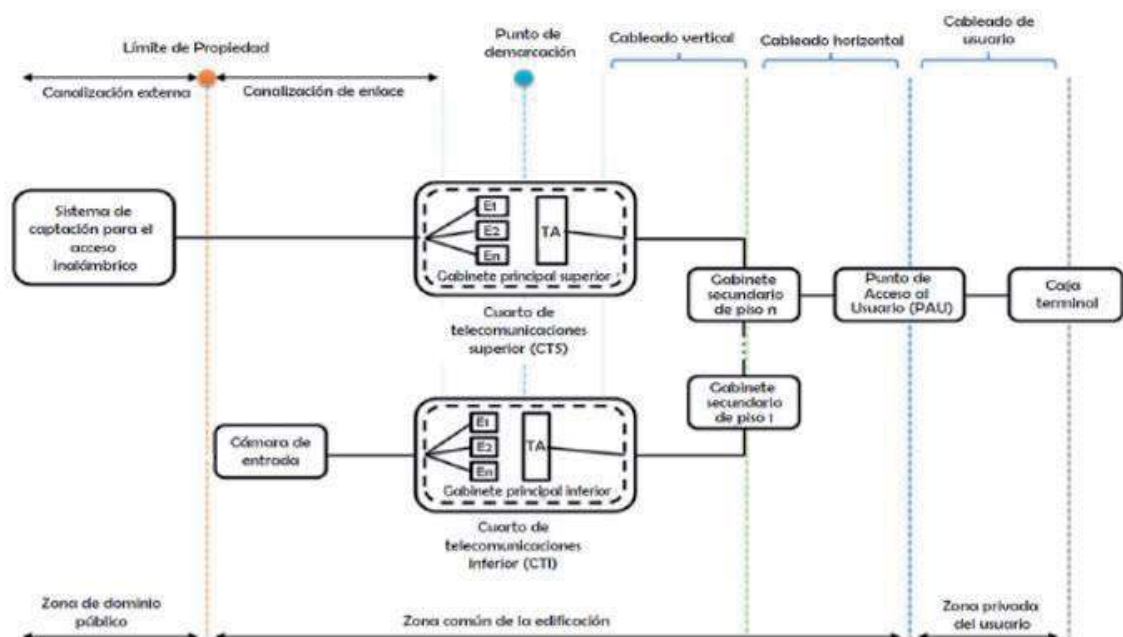 Límite de Propiedad
Punto de
demarcación
Cableado vertical
Cableado horizontal
Cableado de
usuario
Canalización externa
Canalización de enlace
Sistema de
captación para el
acceso
inalámbrico
E1
E2
En
TA
Gabinete principal superior
Cuarto de
telecomunicaciones
superior (CTS)
Gabinete
secundario
de piso n
Punto de
Acceso al
Usuario (PAU)
Caja
terminal
Gabinete
secundario
de piso 1
Cámara de
entrada
E1
E2
En
TA
Gabinete principal inferior
Cuarto de
telecomunicaciones
inferior (CTI)
Zona de dominio
público
Zona común de la edificación
Zona privada
del usuario